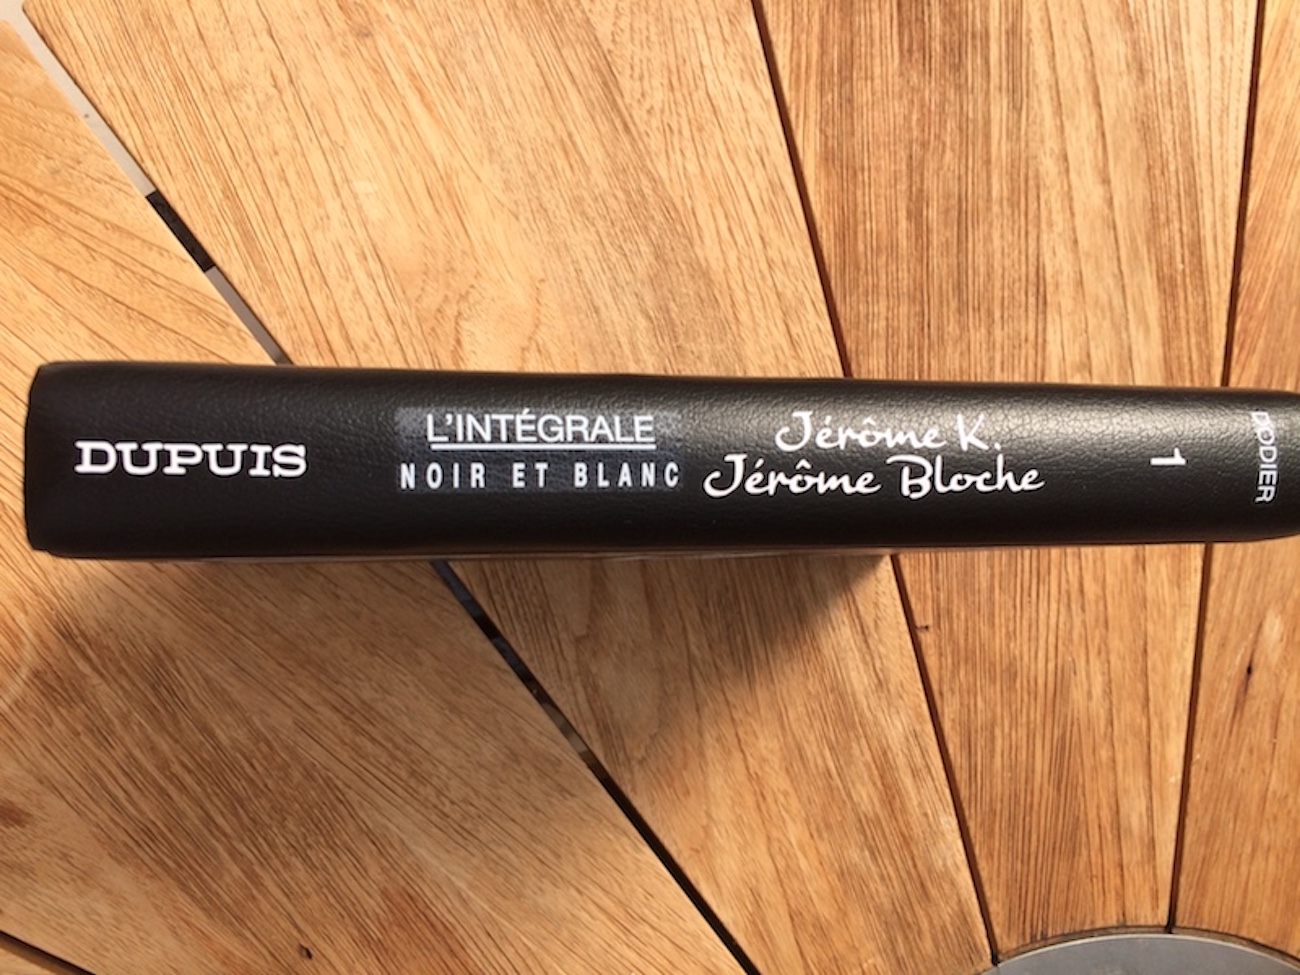 DUPUIS
L'INTÉGRALE
NOIR ET BLANC
Jérôme K.
Jérôme Bloche
1
DODIER